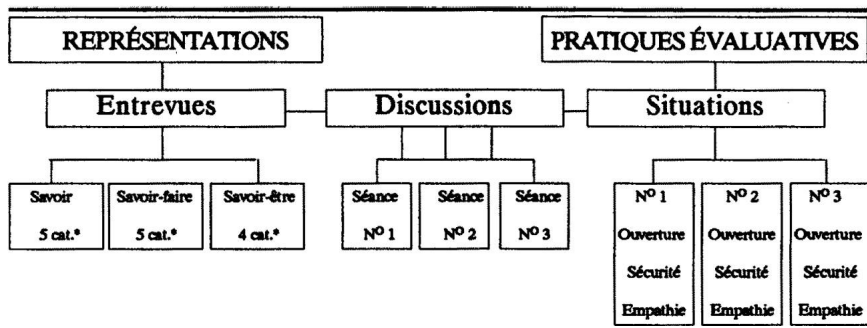 REPRÉSENTATIONS
PRATIQUES ÉVALUATIVES
Entrevues
Discussions
Situations
Savoir
5 cat.*
Savoir-faire
5 cat.*
Savoir-être
4 cat.*
Séance
Nº 1
Séance
Nº 2
Séance
Nº 3
Nº 1
Ouverture
Sécurité
Empathie
Nº 2
Ouverture
Sécurité
Empathie
Nº 3
Ouverture
Sécurité
Empathie